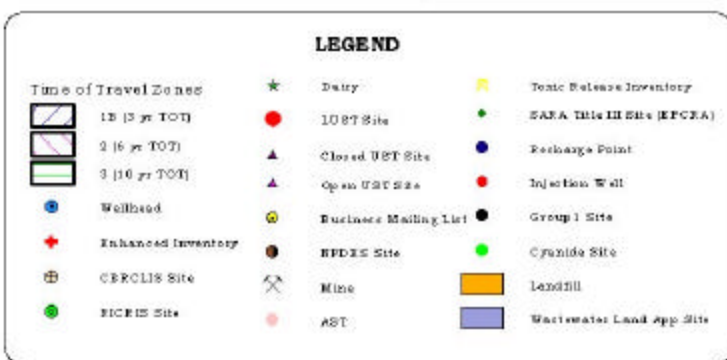 LEGEND
Time of Travel Zones
1B (3 yr TOT)
2 (6 yr TOT)
3 (10 yr TOT)
Wellhead
Enhanced Inventory
CERCLIS Site
RICRIS Site
Dairy
LUST Site
Closed UST Site
Open UST Site
Business Mailing List
NPDES Site
Mine
AST
Toxic Release Inventory
SARA Title III Site (EPCRA)
Recharge Point
Injection Well
Group 1 Site
Cyanide Site
Landfill
Wastewater Land App. Site